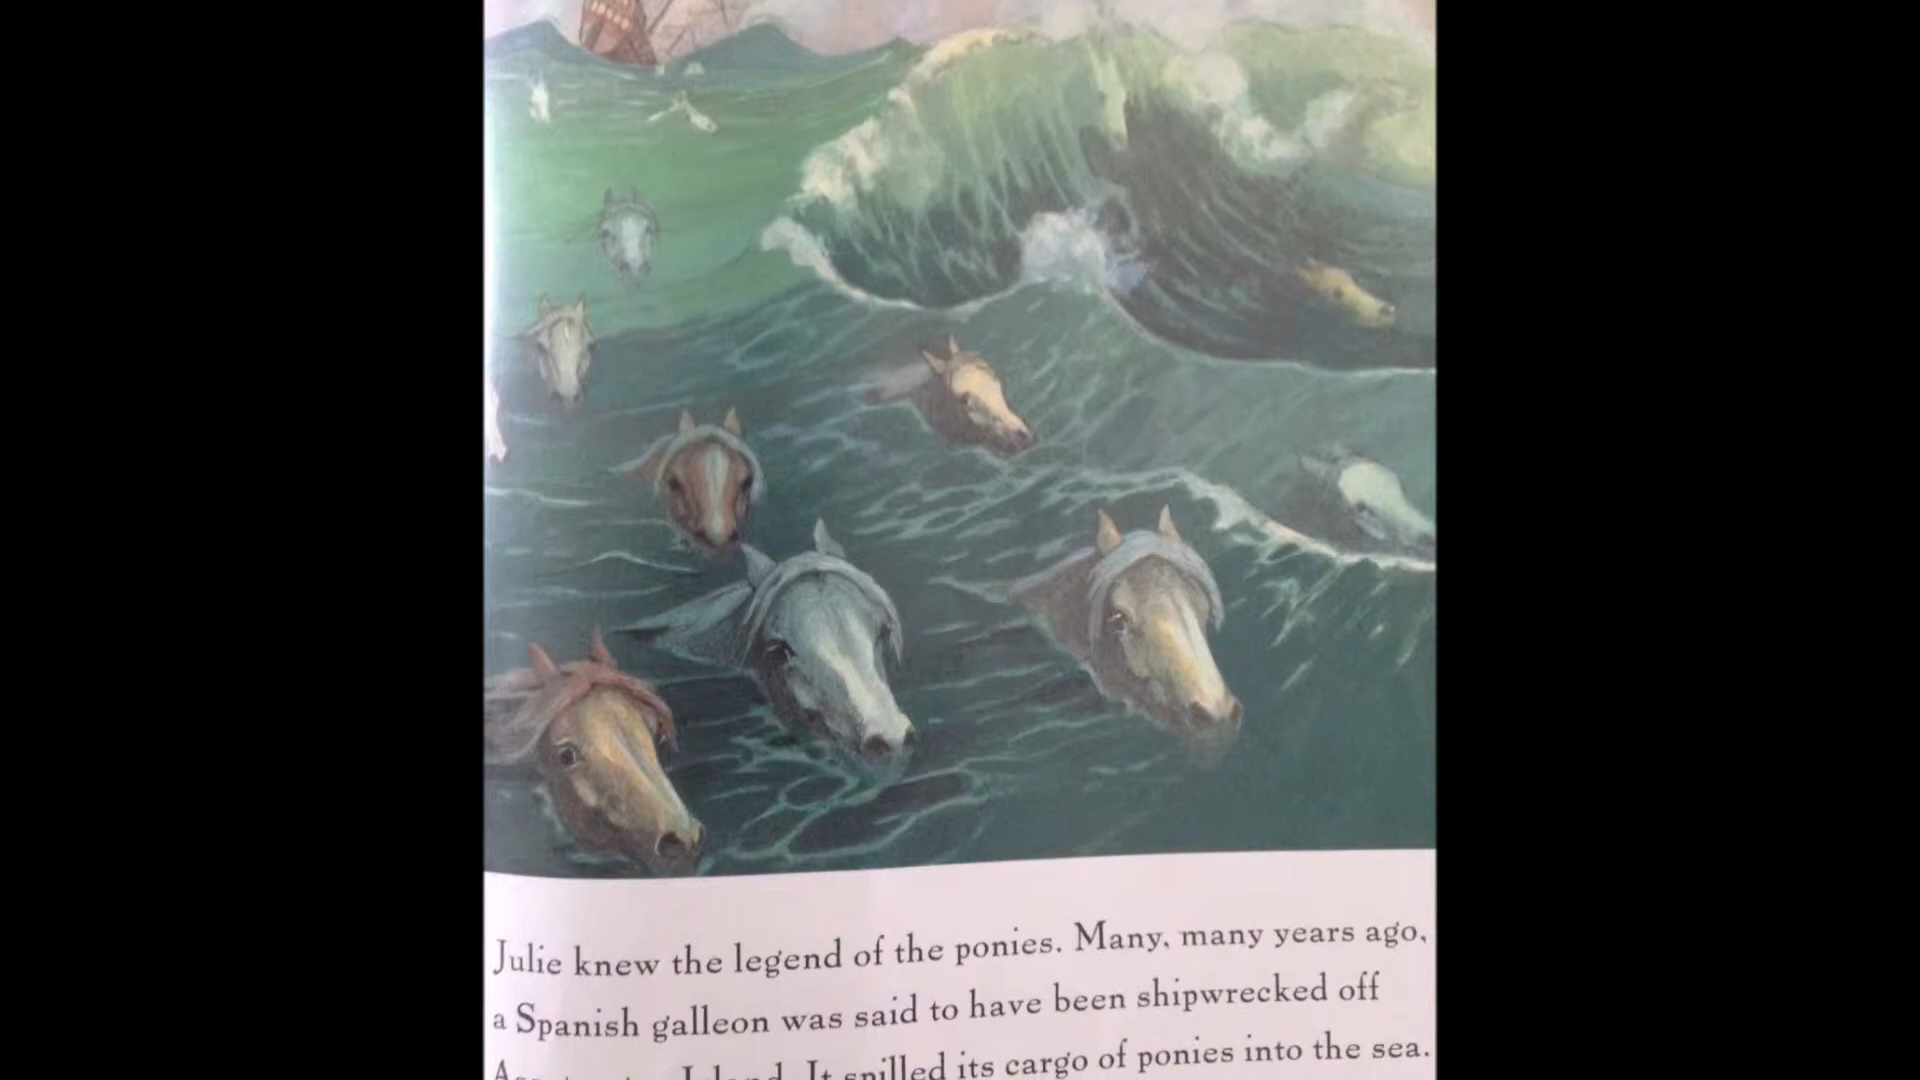 Julie knew the legend of the ponies. Many, many years ago,
a Spanish galleon was said to have been shipwrecked off
Island. It spilled its cargo of ponies into the sea.